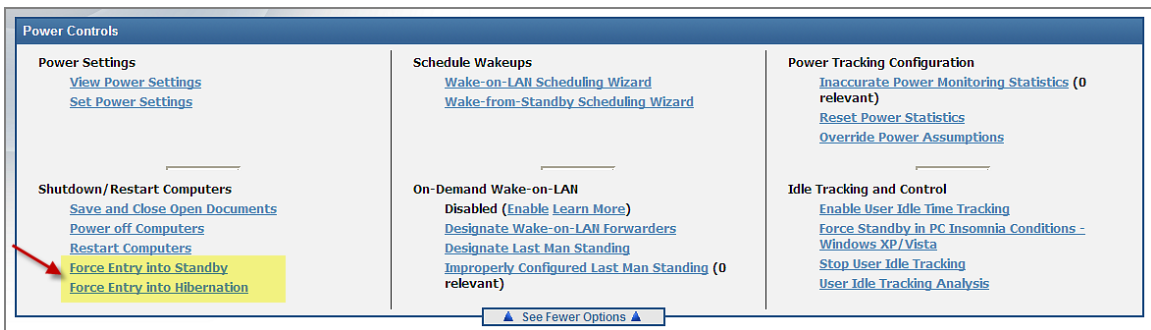 Power Controls
Power Settings
View Power Settings
Set Power Settings
Schedule Wakeups
Wake-on-LAN Scheduling Wizard
Wake-from-Standby Scheduling Wizard
Power Tracking Configuration
Inaccurate Power Monitoring Statistics (0
relevant)
Reset Power Statistics
Override Power Assumptions
Shutdown/Restart Computers
Save and Close Open Documents
Power off Computers
Restart Computers
Force Entry into Standby
Force Entry into Hibernation
On-Demand Wake-on-LAN
Disabled (Enable Learn More)
Designate Wake-on-LAN Forwarders
Designate Last Man Standing
Improperly Configured Last Man Standing (0
relevant)
Idle Tracking and Control
Enable User Idle Time Tracking
Force Standby in PC Insomnia Conditions -
Windows XP/Vista
Stop User Idle Tracking
User Idle Tracking Analysis
See Fewer Options